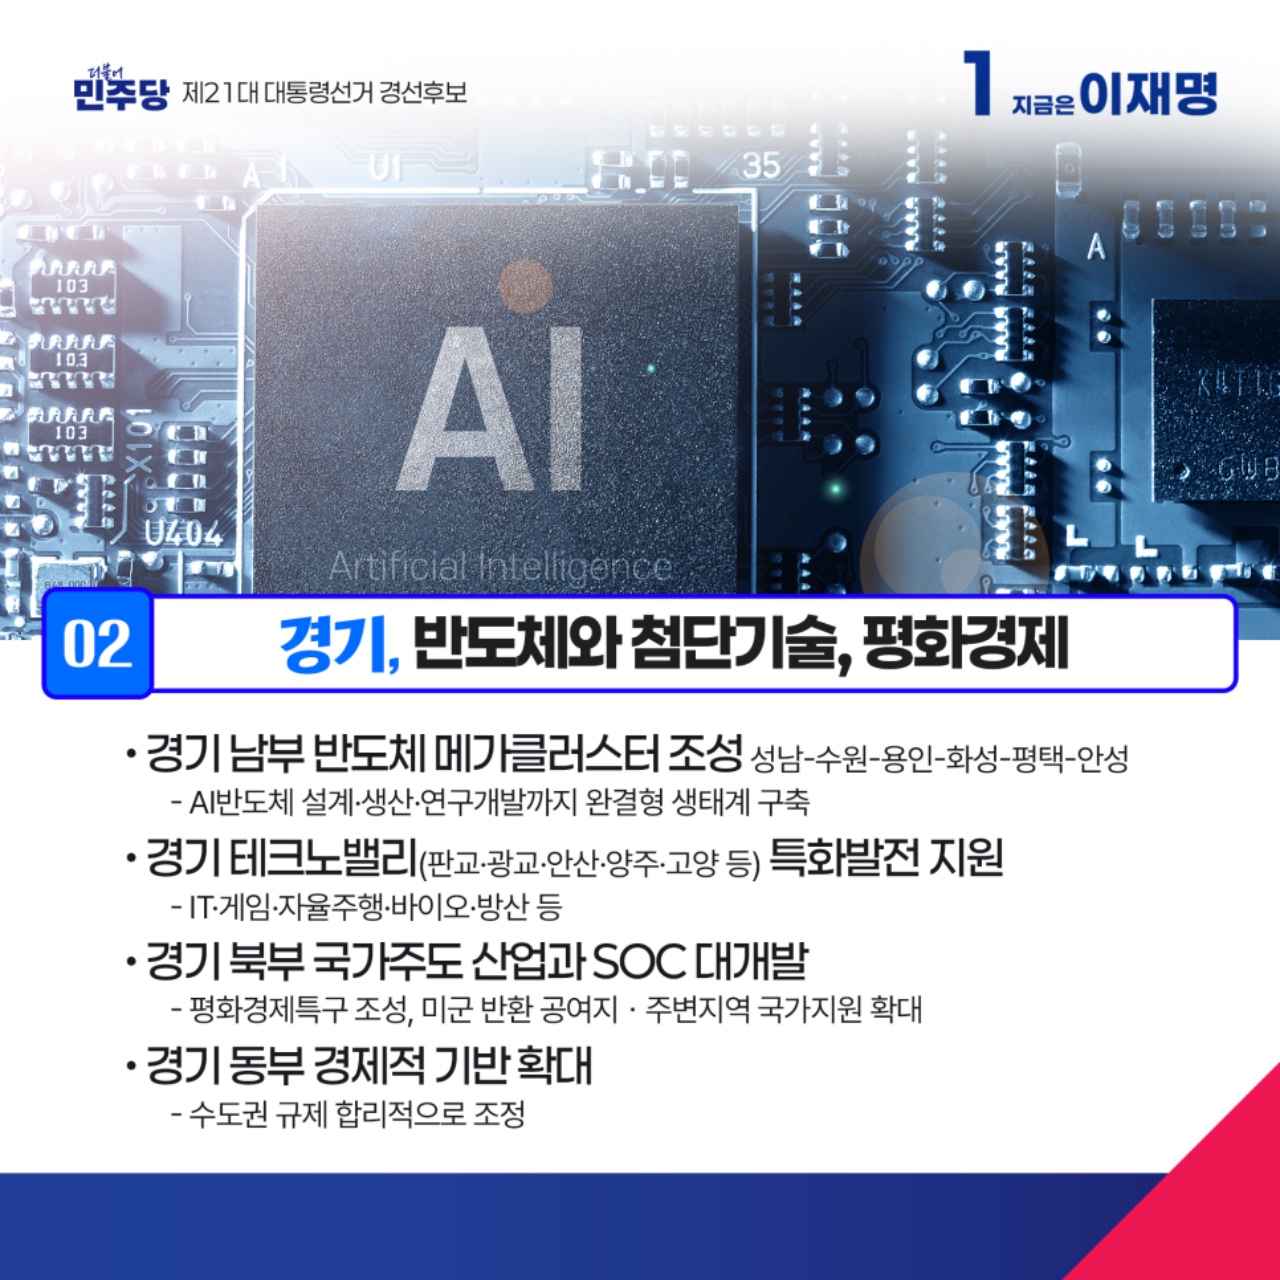 더불어
민주당 제21대 대통령선거 경선후보
1 지금은 이재명
A 1 U1 35
A
103
103
103
X101
U404
AI
Artificial Intelligence
02 경기, 반도체와 첨단기술, 평화경제
• 경기 남부 반도체 메가클러스터 조성 성남-수원-용인-화성-평택-안성
- AI반도체 설계·생산·연구개발까지 완결형 생태계 구축
• 경기 테크노밸리(판교·광교·안산·양주·고양 등) 특화발전 지원
- IT·게임·자율주행·바이오·방산 등
• 경기 북부 국가주도 산업과 SOC 대개발
- 평화경제특구 조성, 미군 반환 공여지 · 주변지역 국가지원 확대
• 경기 동부 경제적 기반 확대
- 수도권 규제 합리적으로 조정